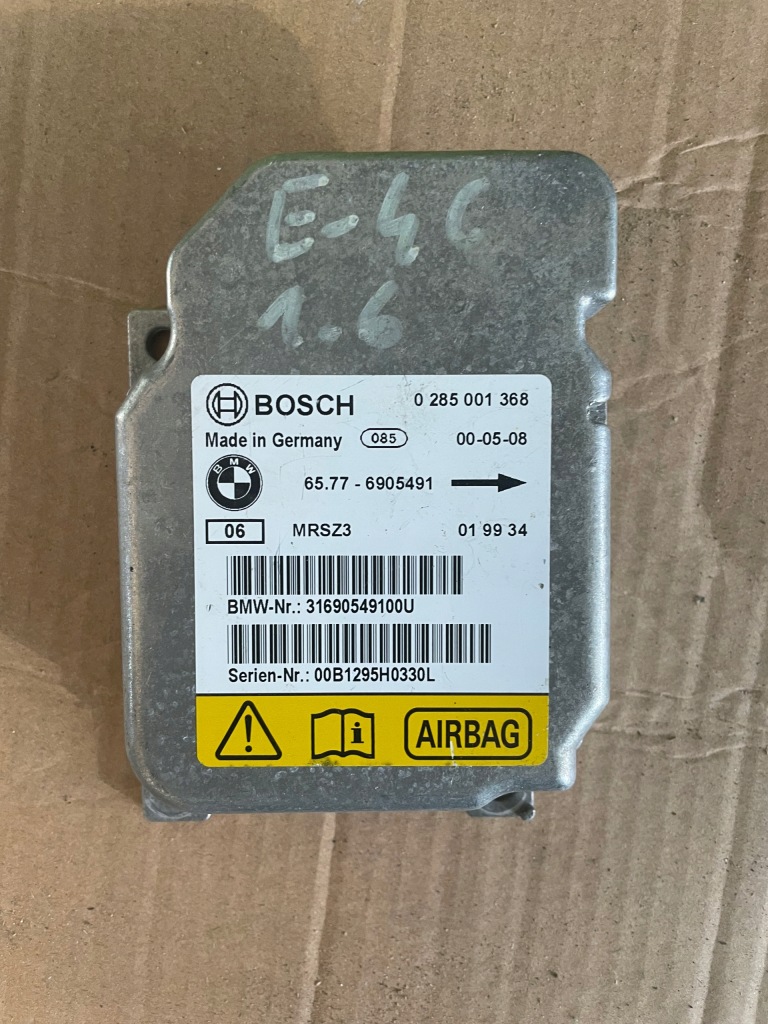 E-46
1.6
BOSCH 0 285 001 368
Made in Germany 085 00-05-08
BMW 65.77 - 6905491
06 MRSZ3 01 99 34
BMW-Nr.: 31690549100U
Serien-Nr.: 00B1295H0330L
i AIRBAG